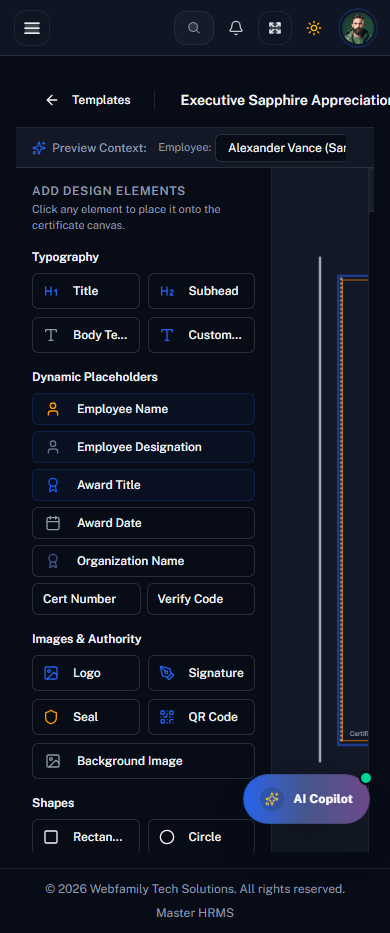 Templates
Executive Sapphire Appreciation
Preview Context:
Employee:
Alexander Vance (Sar
ADD DESIGN ELEMENTS
Click any element to place it onto the
certificate canvas.
Typography
H1 Title
H2 Subhead
Body Te...
Custom...
Dynamic Placeholders
Employee Name
Employee Designation
Award Title
Award Date
Organization Name
Cert Number
Verify Code
Images & Authority
Logo
Signature
Seal
QR Code
Background Image
Certifi
AI Copilot
Shapes
Rectan...
Circle
© 2026 Webfamily Tech Solutions. All rights reserved.
Master HRMS